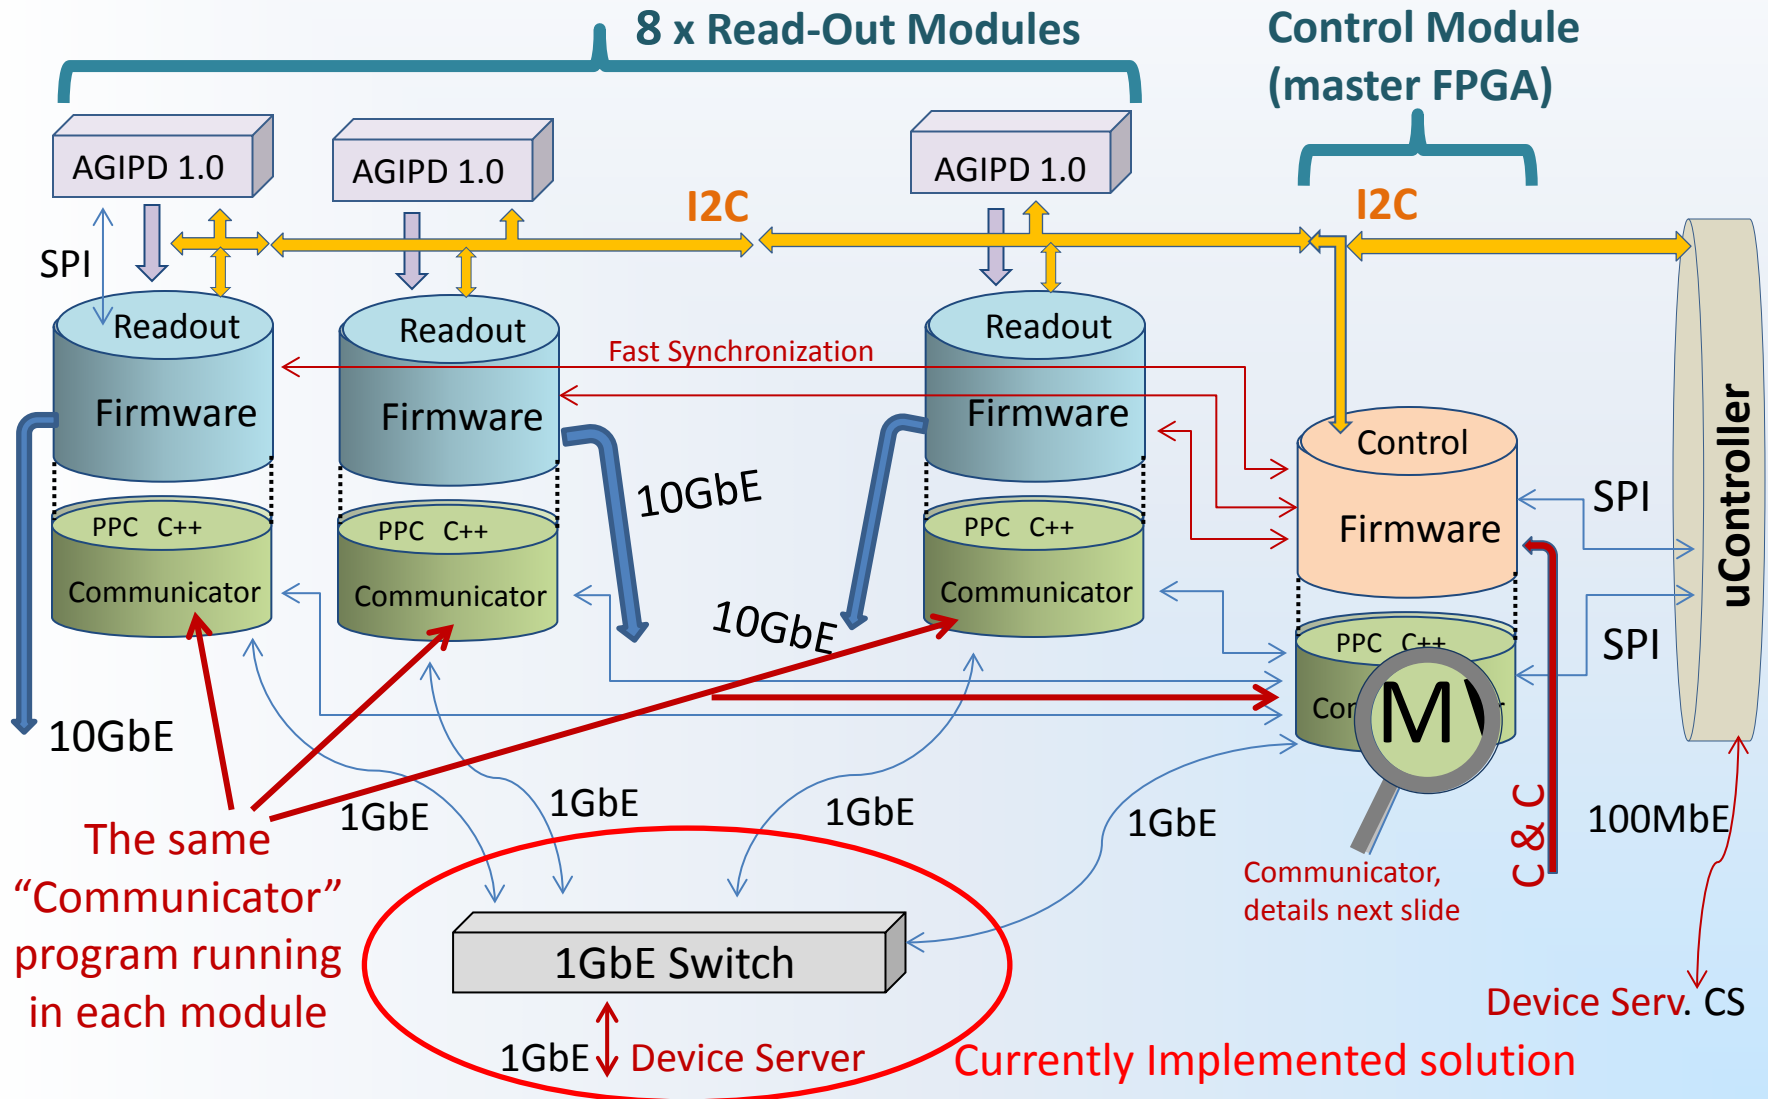 8 x Read-Out Modules
Control Module
(master FPGA)
AGIPD 1.0
AGIPD 1.0
AGIPD 1.0
I2C
I2C
SPI
Readout
Firmware
Readout
Firmware
Readout
Firmware
Fast Synchronization
Control
Firmware
uController
10GbE
10GbE
10GbE
SPI
SPI
PPC C++
Communicator
PPC C++
Communicator
PPC C++
Communicator
PPC C++
M
1GbE
1GbE
1GbE
1GbE
100MbE
C & C
The same
“Communicator”
program running
in each module
Communicator,
details next slide
1GbE Switch
1GbE
Device Server
Device Serv. CS
Currently Implemented solution